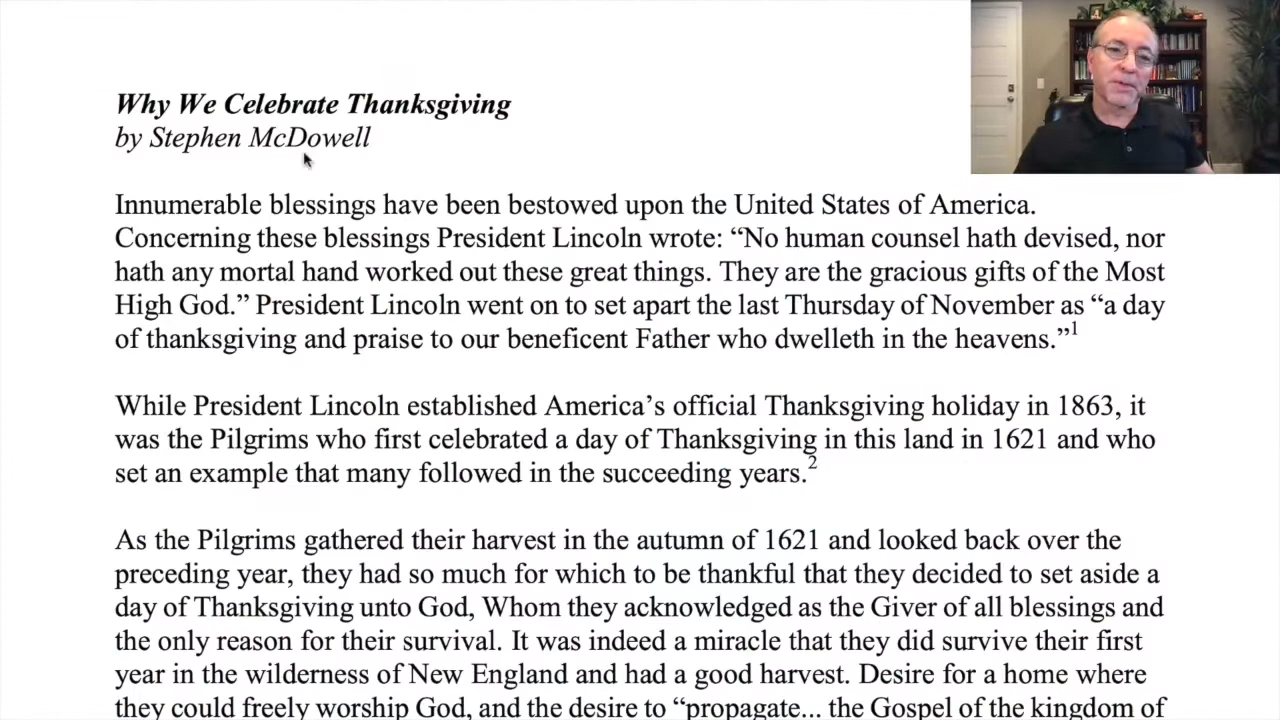 Why We Celebrate Thanksgiving
by Stephen McDowell
Innumerable blessings have been bestowed upon the United States of America.
Concerning these blessings President Lincoln wrote: “No human counsel hath devised, nor
hath any mortal hand worked out these great things. They are the gracious gifts of the Most
High God.” President Lincoln went on to set apart the last Thursday of November as “a day
of thanksgiving and praise to our beneficent Father who dwelleth in the heavens.”1
While President Lincoln established America’s official Thanksgiving holiday in 1863, it
was the Pilgrims who first celebrated a day of Thanksgiving in this land in 1621 and who
set an example that many followed in the succeeding years.2
As the Pilgrims gathered their harvest in the autumn of 1621 and looked back over the
preceding year, they had so much for which to be thankful that they decided to set aside a
day of Thanksgiving unto God, Whom they acknowledged as the Giver of all blessings and
the only reason for their survival. It was indeed a miracle that they did survive their first
year in the wilderness of New England and had a good harvest. Desire for a home where
they could freely worship God, and the desire to “propagate... the Gospel of the kingdom of